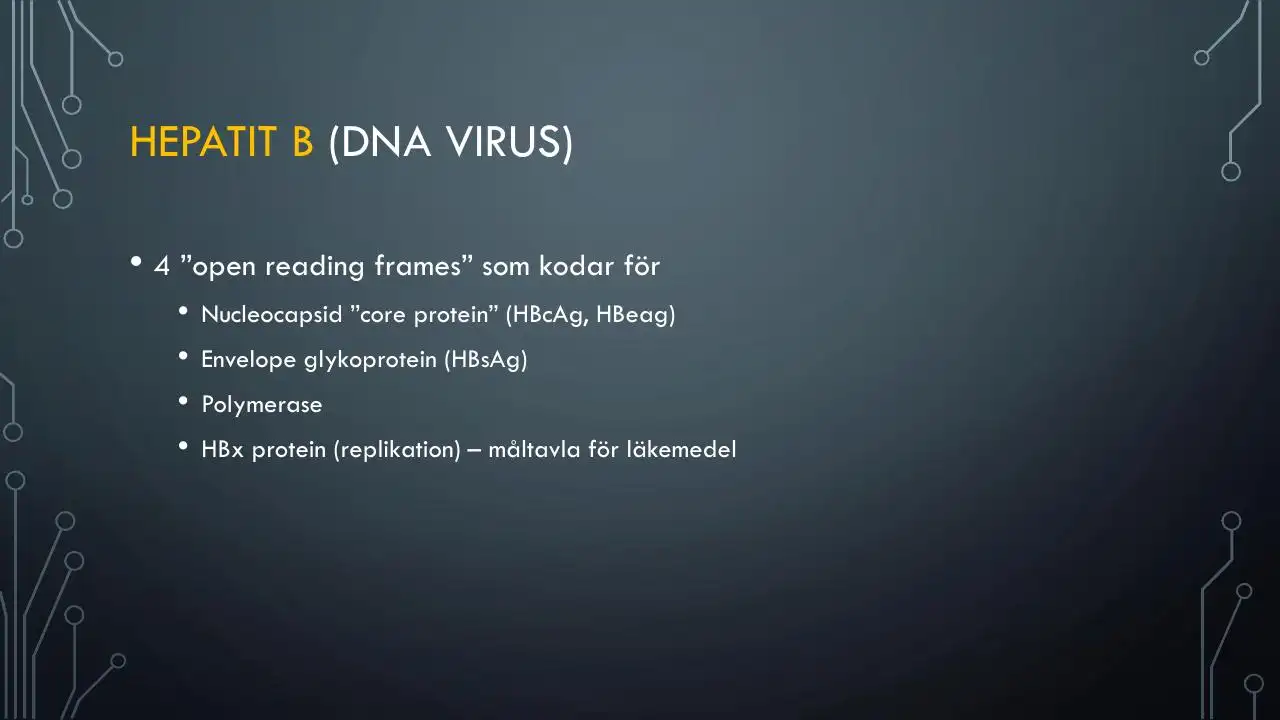 HEPATIT B (DNA VIRUS)
• 4 ”open reading frames” som kodar för
• Nucleocapsid ”core protein” (HBcAg, HBeag)
• Envelope glykoprotein (HBsAg)
• Polymerase
• HBx protein (replikation) – måltavla för läkemedel